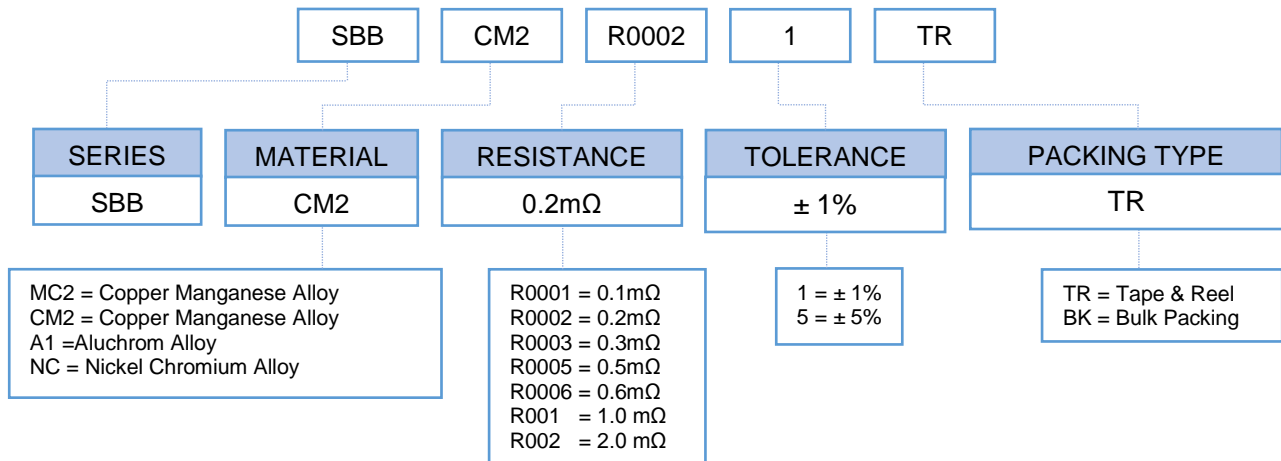 SBB CM2 R0002 1 TR
SERIES MATERIAL RESISTANCE TOLERANCE PACKING TYPE
SBB CM2 0.2mΩ ± 1% TR
MC2 = Copper Manganese Alloy
CM2 = Copper Manganese Alloy
A1 =Aluchrom Alloy
NC = Nickel Chromium Alloy
R0001 = 0.1mΩ
R0002 = 0.2mΩ
R0003 = 0.3mΩ
R0005 = 0.5mΩ
R0006 = 0.6mΩ
R001 = 1.0 mΩ
R002 = 2.0 mΩ
1 = ± 1%
5 = ± 5%
TR = Tape & Reel
BK = Bulk Packing